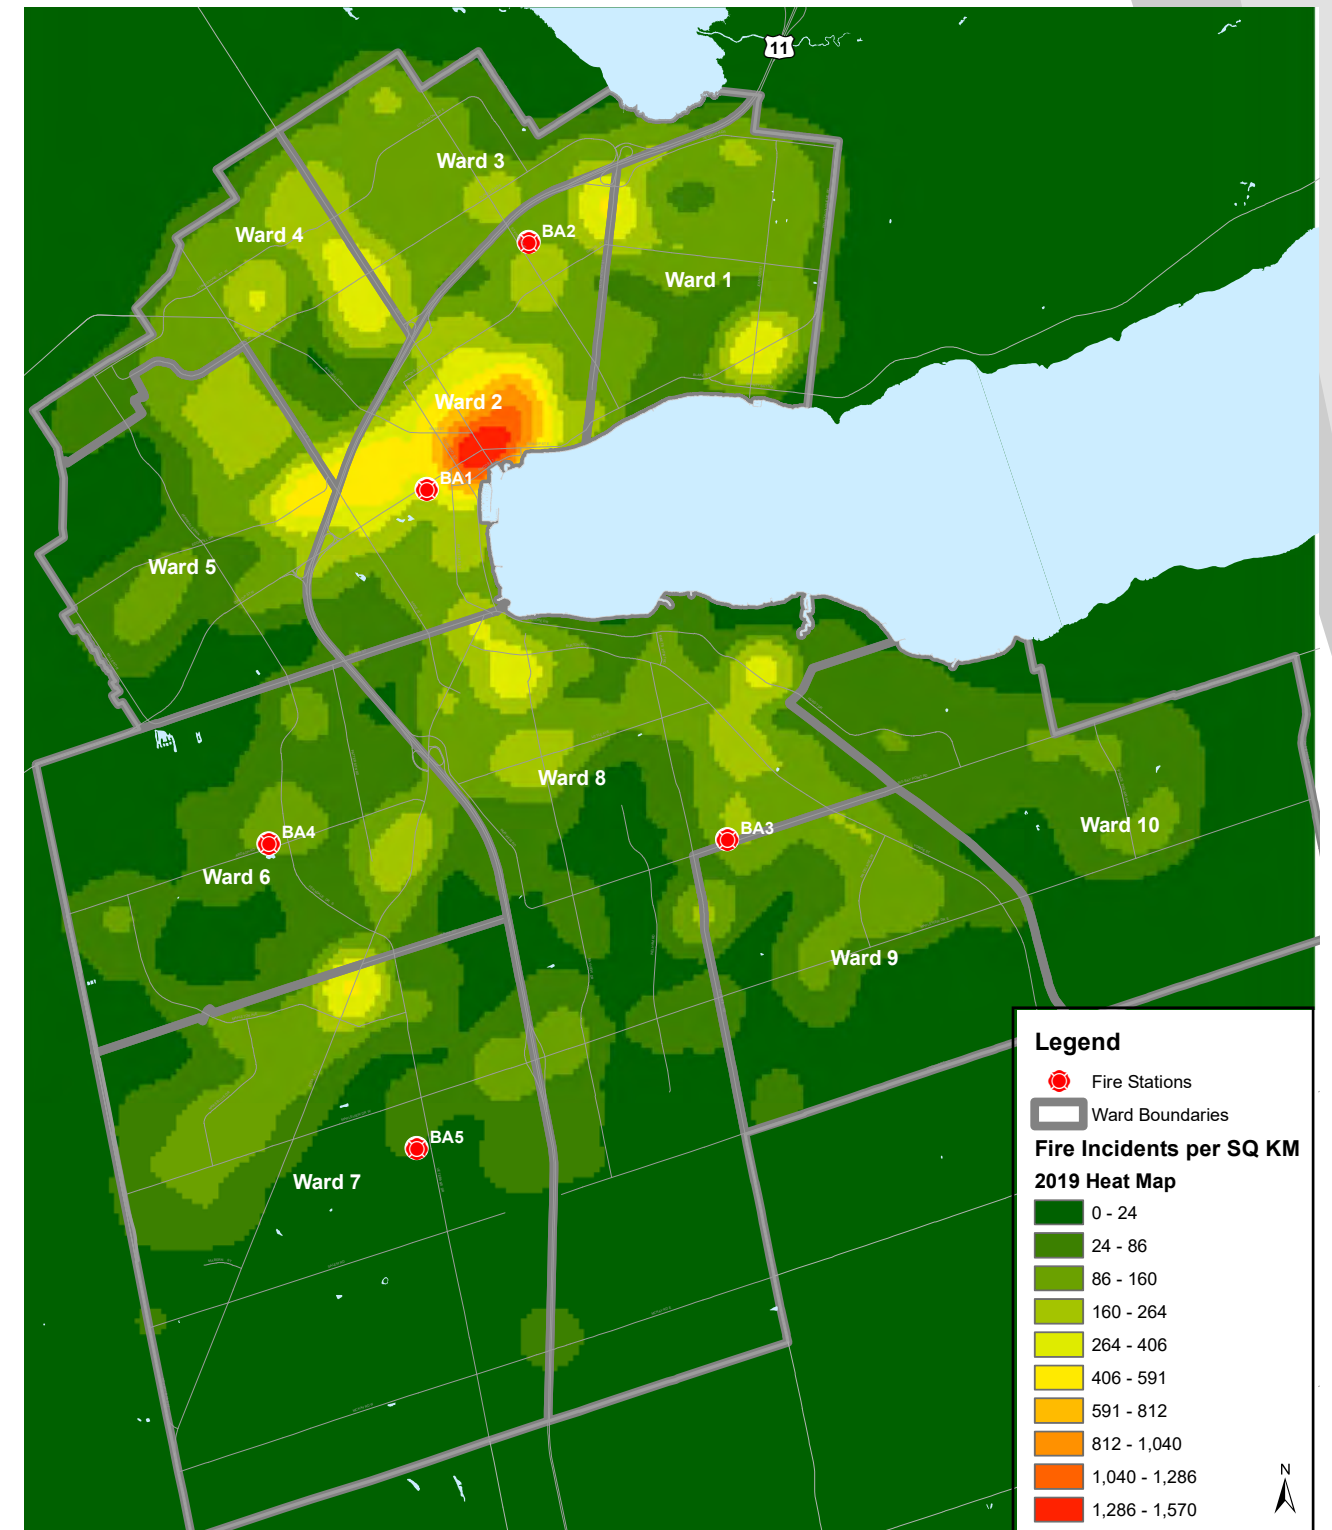 11
Ward 3
Ward 4
BA2
Ward 1
Ward 2
BA1
Ward 5
Ward 8
BA4
BA3
Ward 10
Ward 6
Ward 9
BA5
Ward 7
Legend
Fire Stations
Ward Boundaries
Fire Incidents per SQ KM
2019 Heat Map
0 - 24
24 - 86
86 - 160
160 - 264
264 - 406
406 - 591
591 - 812
812 - 1,040
1,040 - 1,286
1,286 - 1,570
N